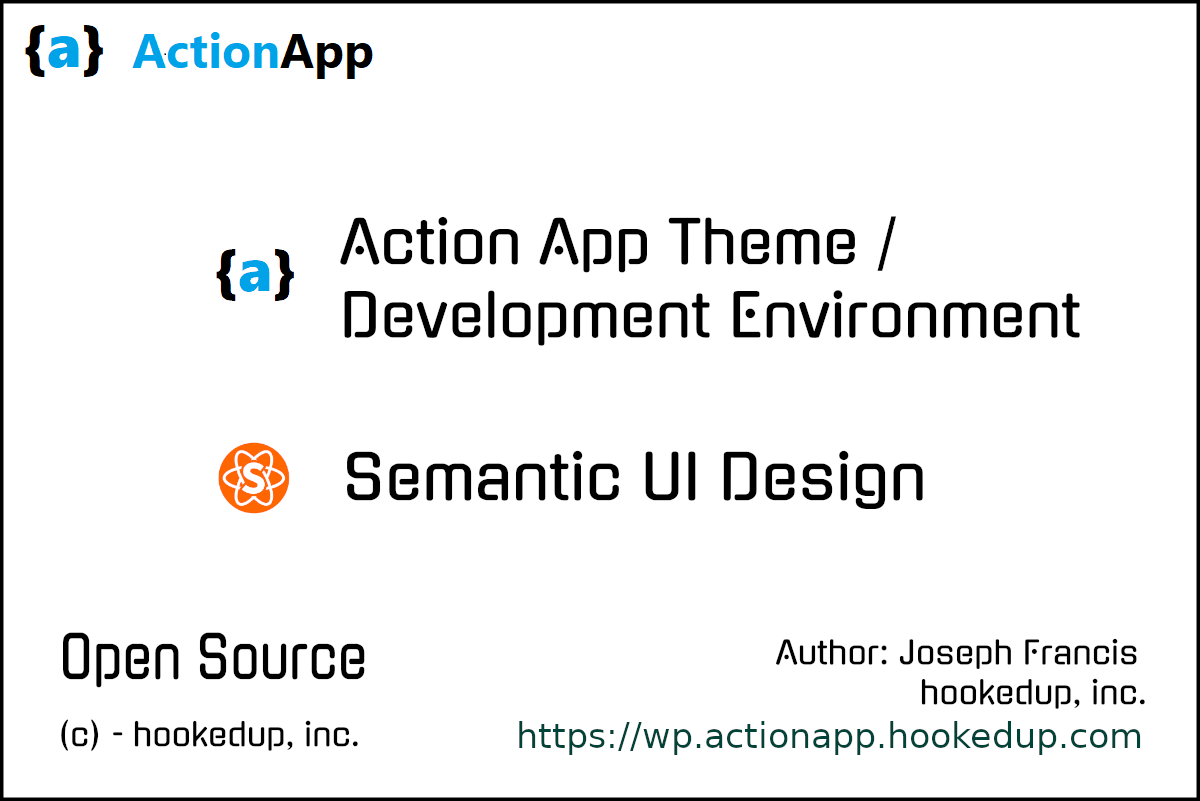 {a} ActionApp
{a} Action App Theme /
Development Environment
S Semantic UI Design
Open Source
(c) - hookedup, inc.
Author: Joseph Francis
hookedup, inc.
https://wp.actionapp.hookedup.com